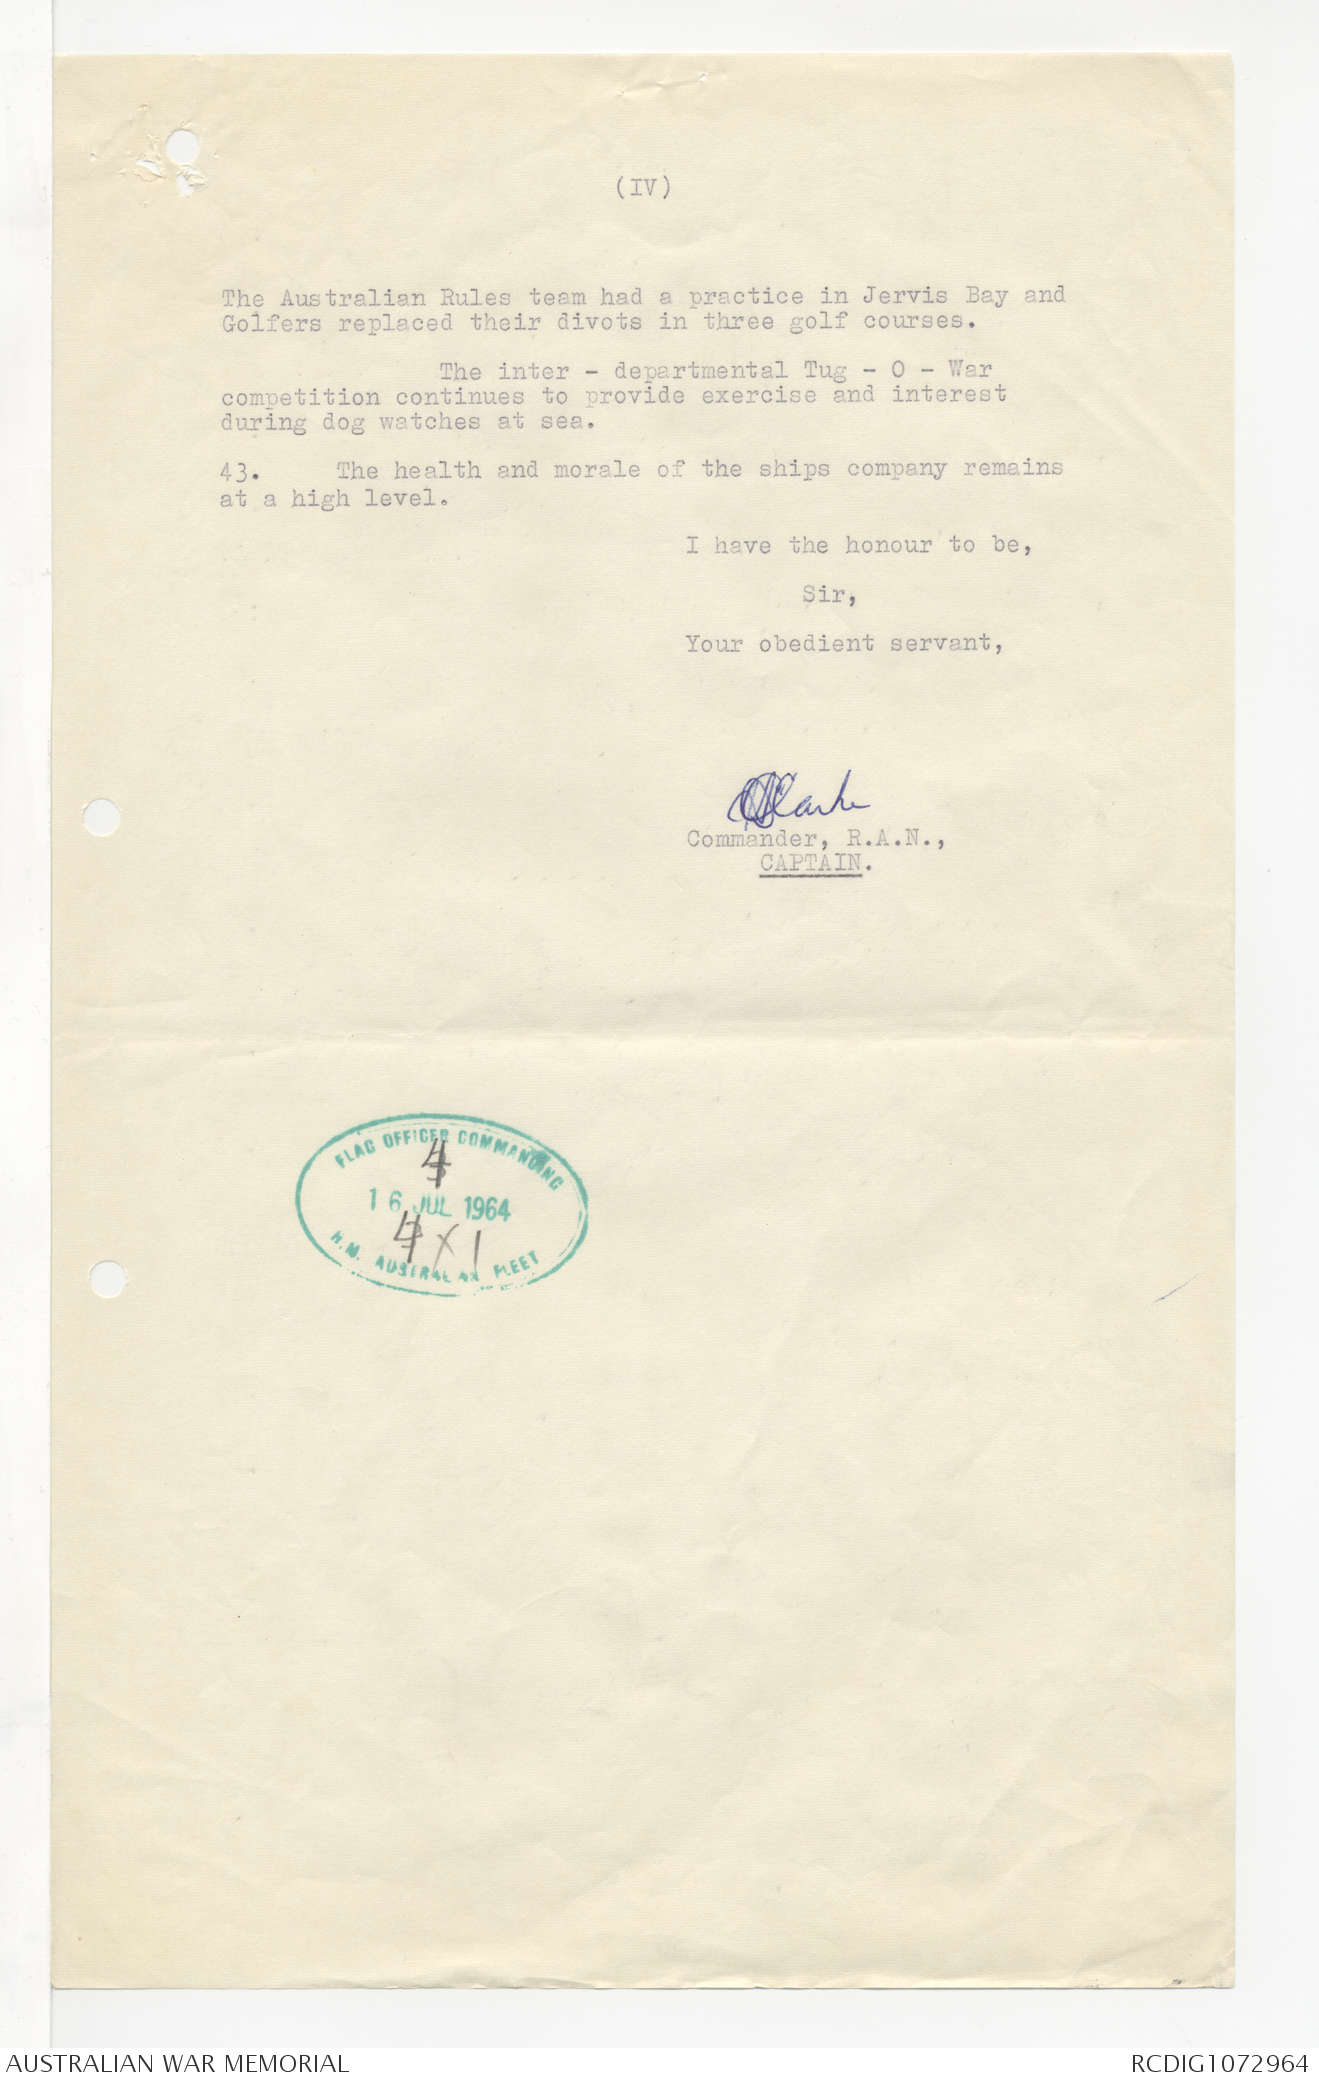 (IV)
The Australian Rules team had a practice in Jervis Bay and
Golfers replaced their divots in three golf courses.
The inter - departmental Tug - O - War
competition continues to provide exercise and interest
during dog watches at sea.
43. The health and morale of the ships company remains
at a high level.
I have the honour to be,
Sir,
Your obedient servant,
Commander, R.A.N.,
CAPTAIN.
FLAG OFFICER COMMANDING
16 JUL 1964
H.M. AUSTRALIAN FLEET
AUSTRALIAN WAR MEMORIAL
RCDIG1072964